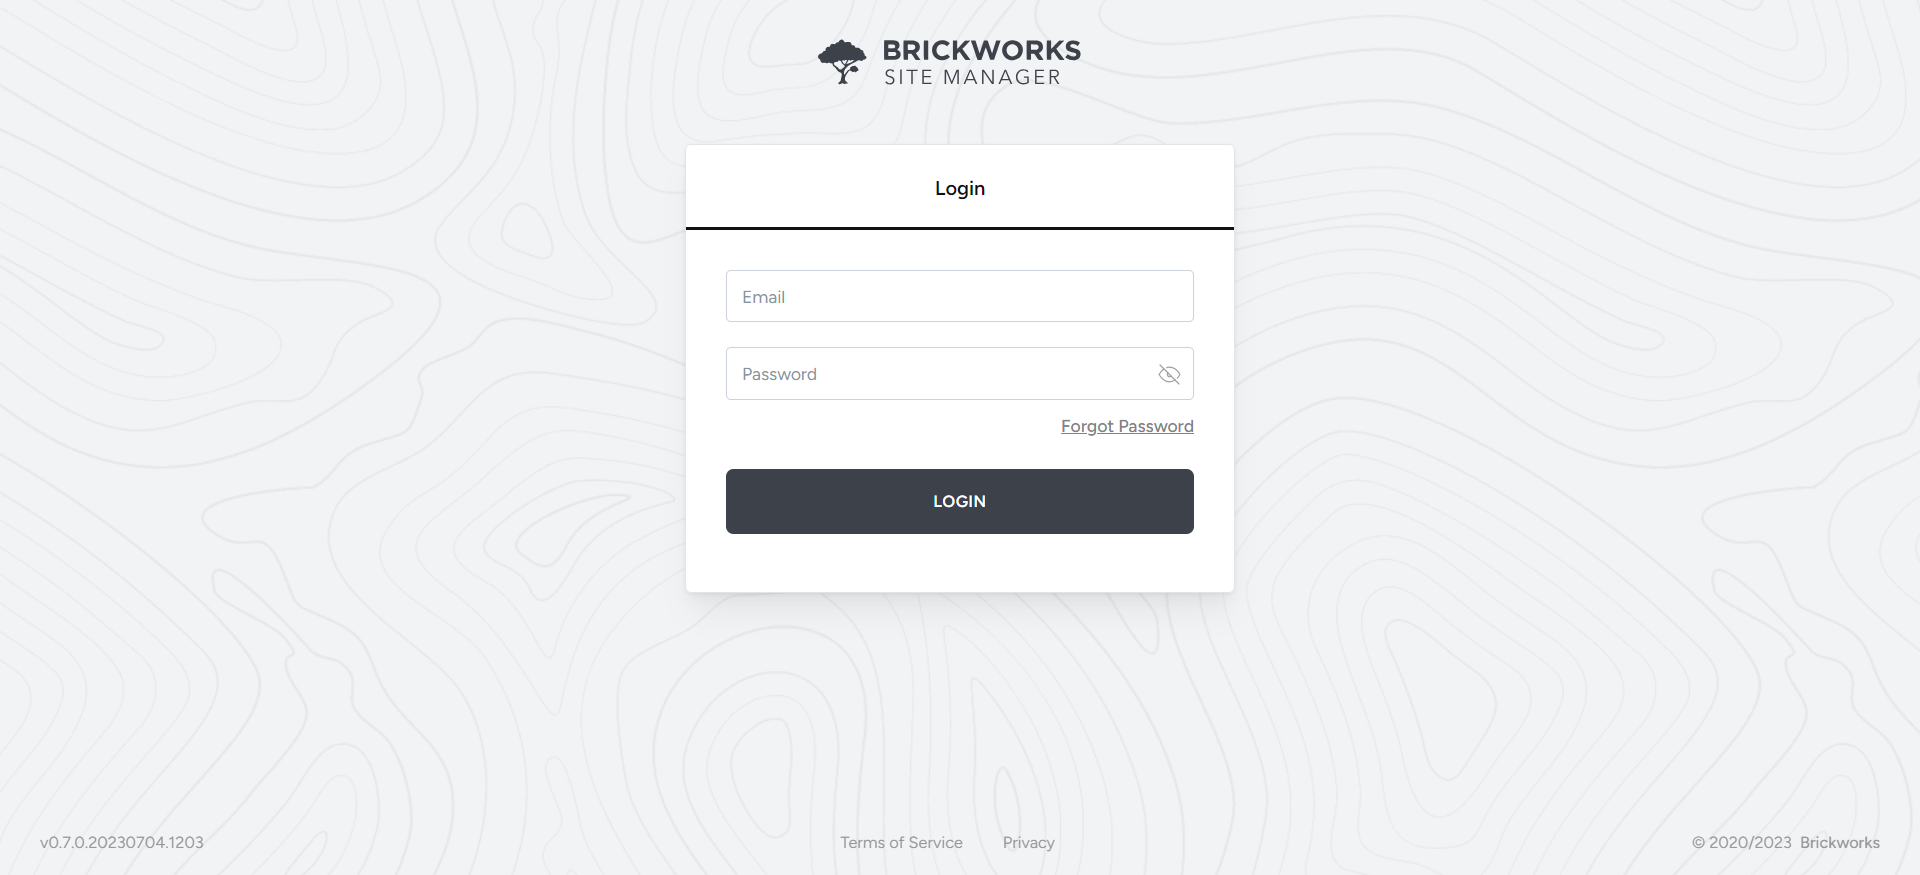 BRICKWORKS
SITE MANAGER
Login
Email
Password
Forgot Password
LOGIN
v0.7.0.20230704.1203
Terms of Service
Privacy
© 2020/2023 Brickworks